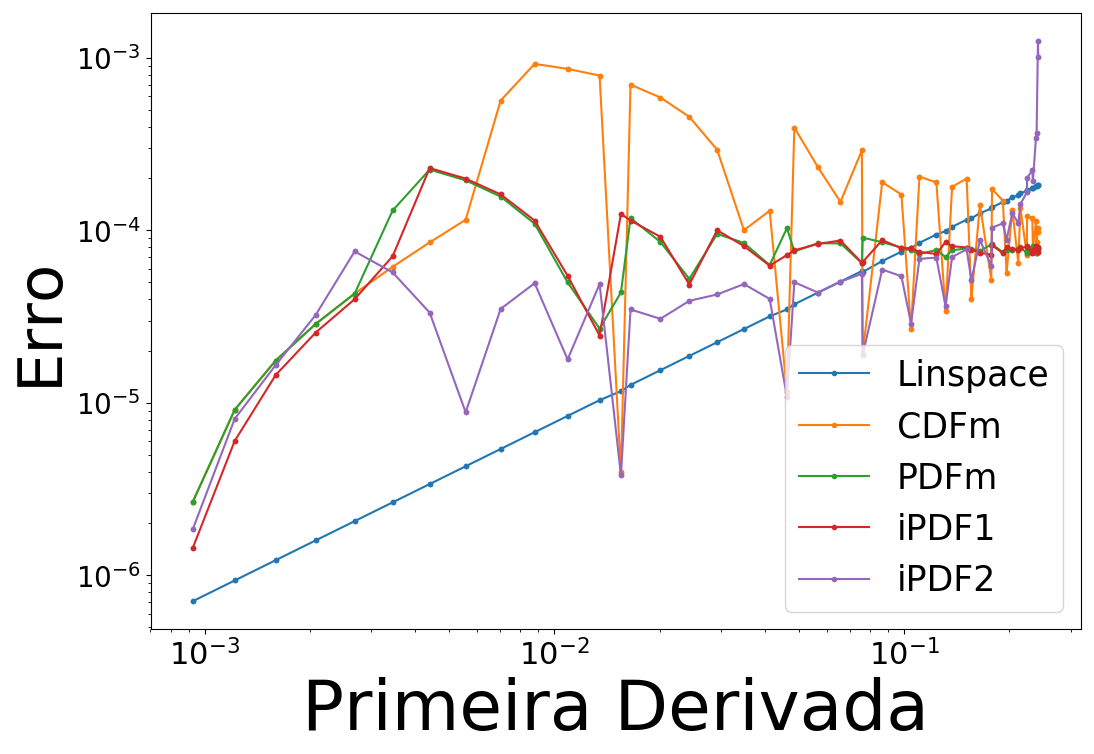 10⁻³
10⁻⁴
10⁻⁵
10⁻⁶
Erro
Linspace
CDFm
PDFm
iPDF1
iPDF2
10⁻³ 10⁻² 10⁻¹
Primeira Derivada